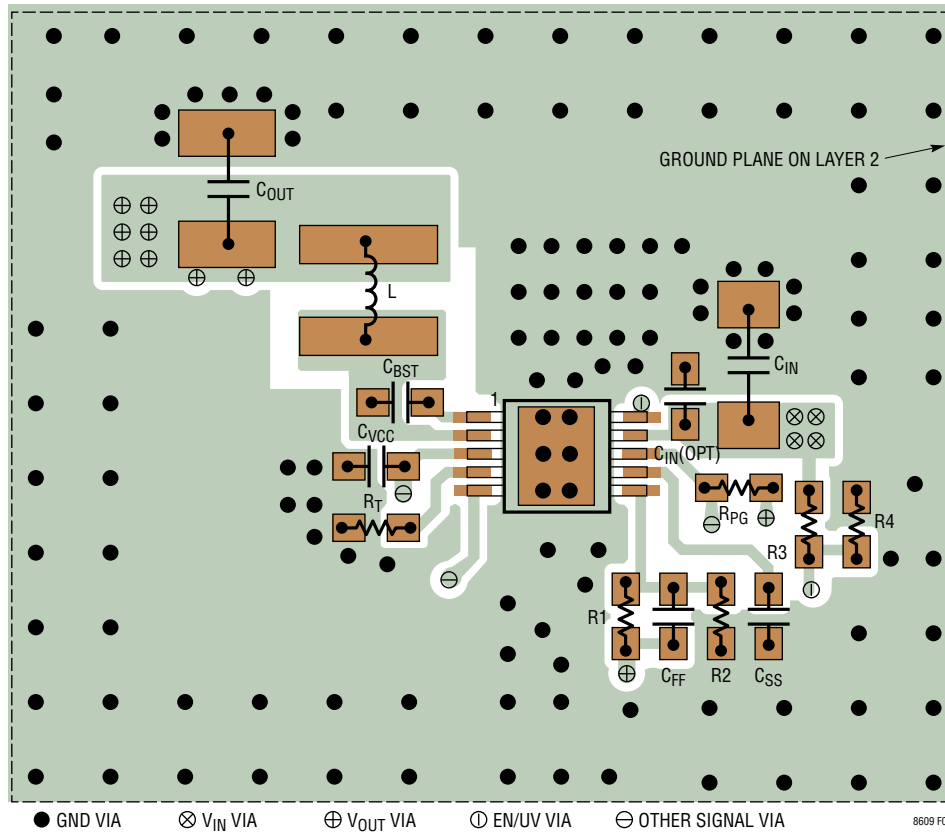 GROUND PLANE ON LAYER 2
COUT
L
CBST
1
CIN
CVCC
CIN(OPT)
RT
RPG
R3
R4
R1
CFF
R2
CSS
GND VIA
VIN VIA
VOUT VIA
EN/UV VIA
OTHER SIGNAL VIA
8609